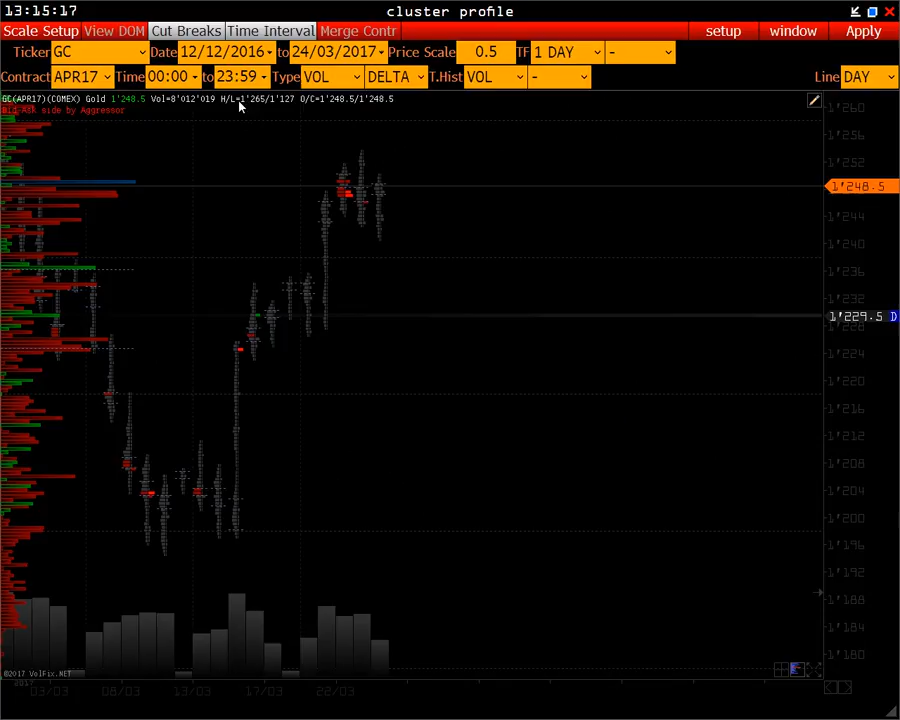 13:15:17 cluster profile
Scale Setup View DOM Cut Breaks Time Interval Merge Contr setup window Apply
Ticker GC Date 12/12/2016 to 24/03/2017 Price Scale 0.5 TF 1 DAY -
Contract APR17 Time 00:00 to 23:59 Type VOL DELTA T.Hist VOL - Line DAY
GC(APR17)(COMEX) Gold 1'248.5 Vol=8'012'019 H/L=1'265/1'127 O/C=1'248.5/1'248.5
Bid Ask side by Aggressor
1'260
1'256
1'252
1'248.5
1'244
1'240
1'236
1'232
1'229.5 D
1'228
1'224
1'220
1'216
1'212
1'208
1'204
1'200
1'196
1'192
1'188
1'184
1'180
©2017 VolFix.NET
2017
03/03 08/03 13/03 17/03 22/03